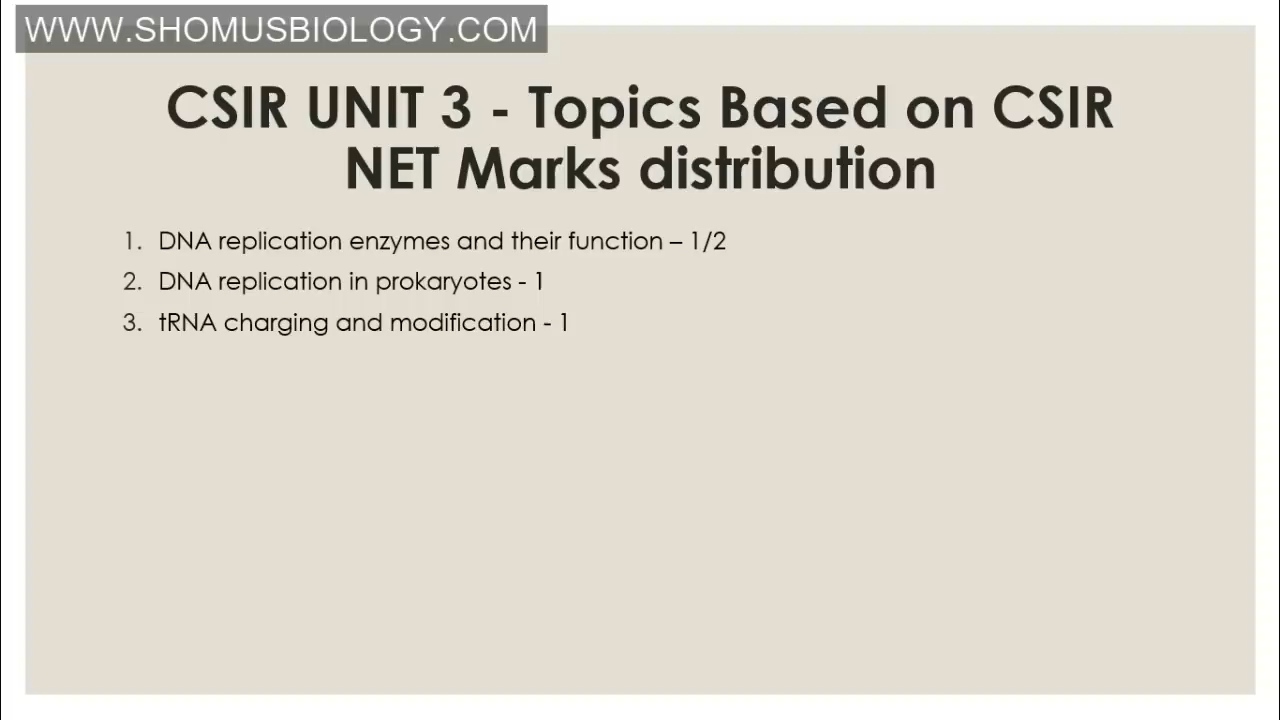 WWW.SHOMUSBIOLOGY.COM
CSIR UNIT 3 - Topics Based on CSIR
NET Marks distribution
1. DNA replication enzymes and their function – 1/2
2. DNA replication in prokaryotes - 1
3. tRNA charging and modification - 1